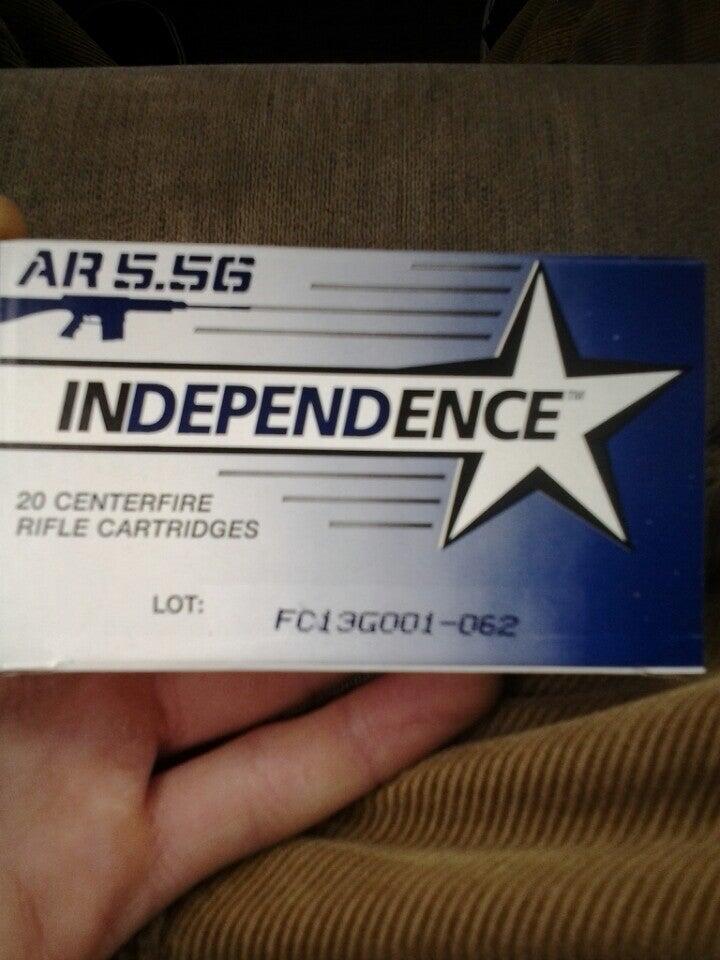 AR 5.56
INDEPENDENCE™
20 CENTERFIRE
RIFLE CARTRIDGES
LOT: FC13G001-062